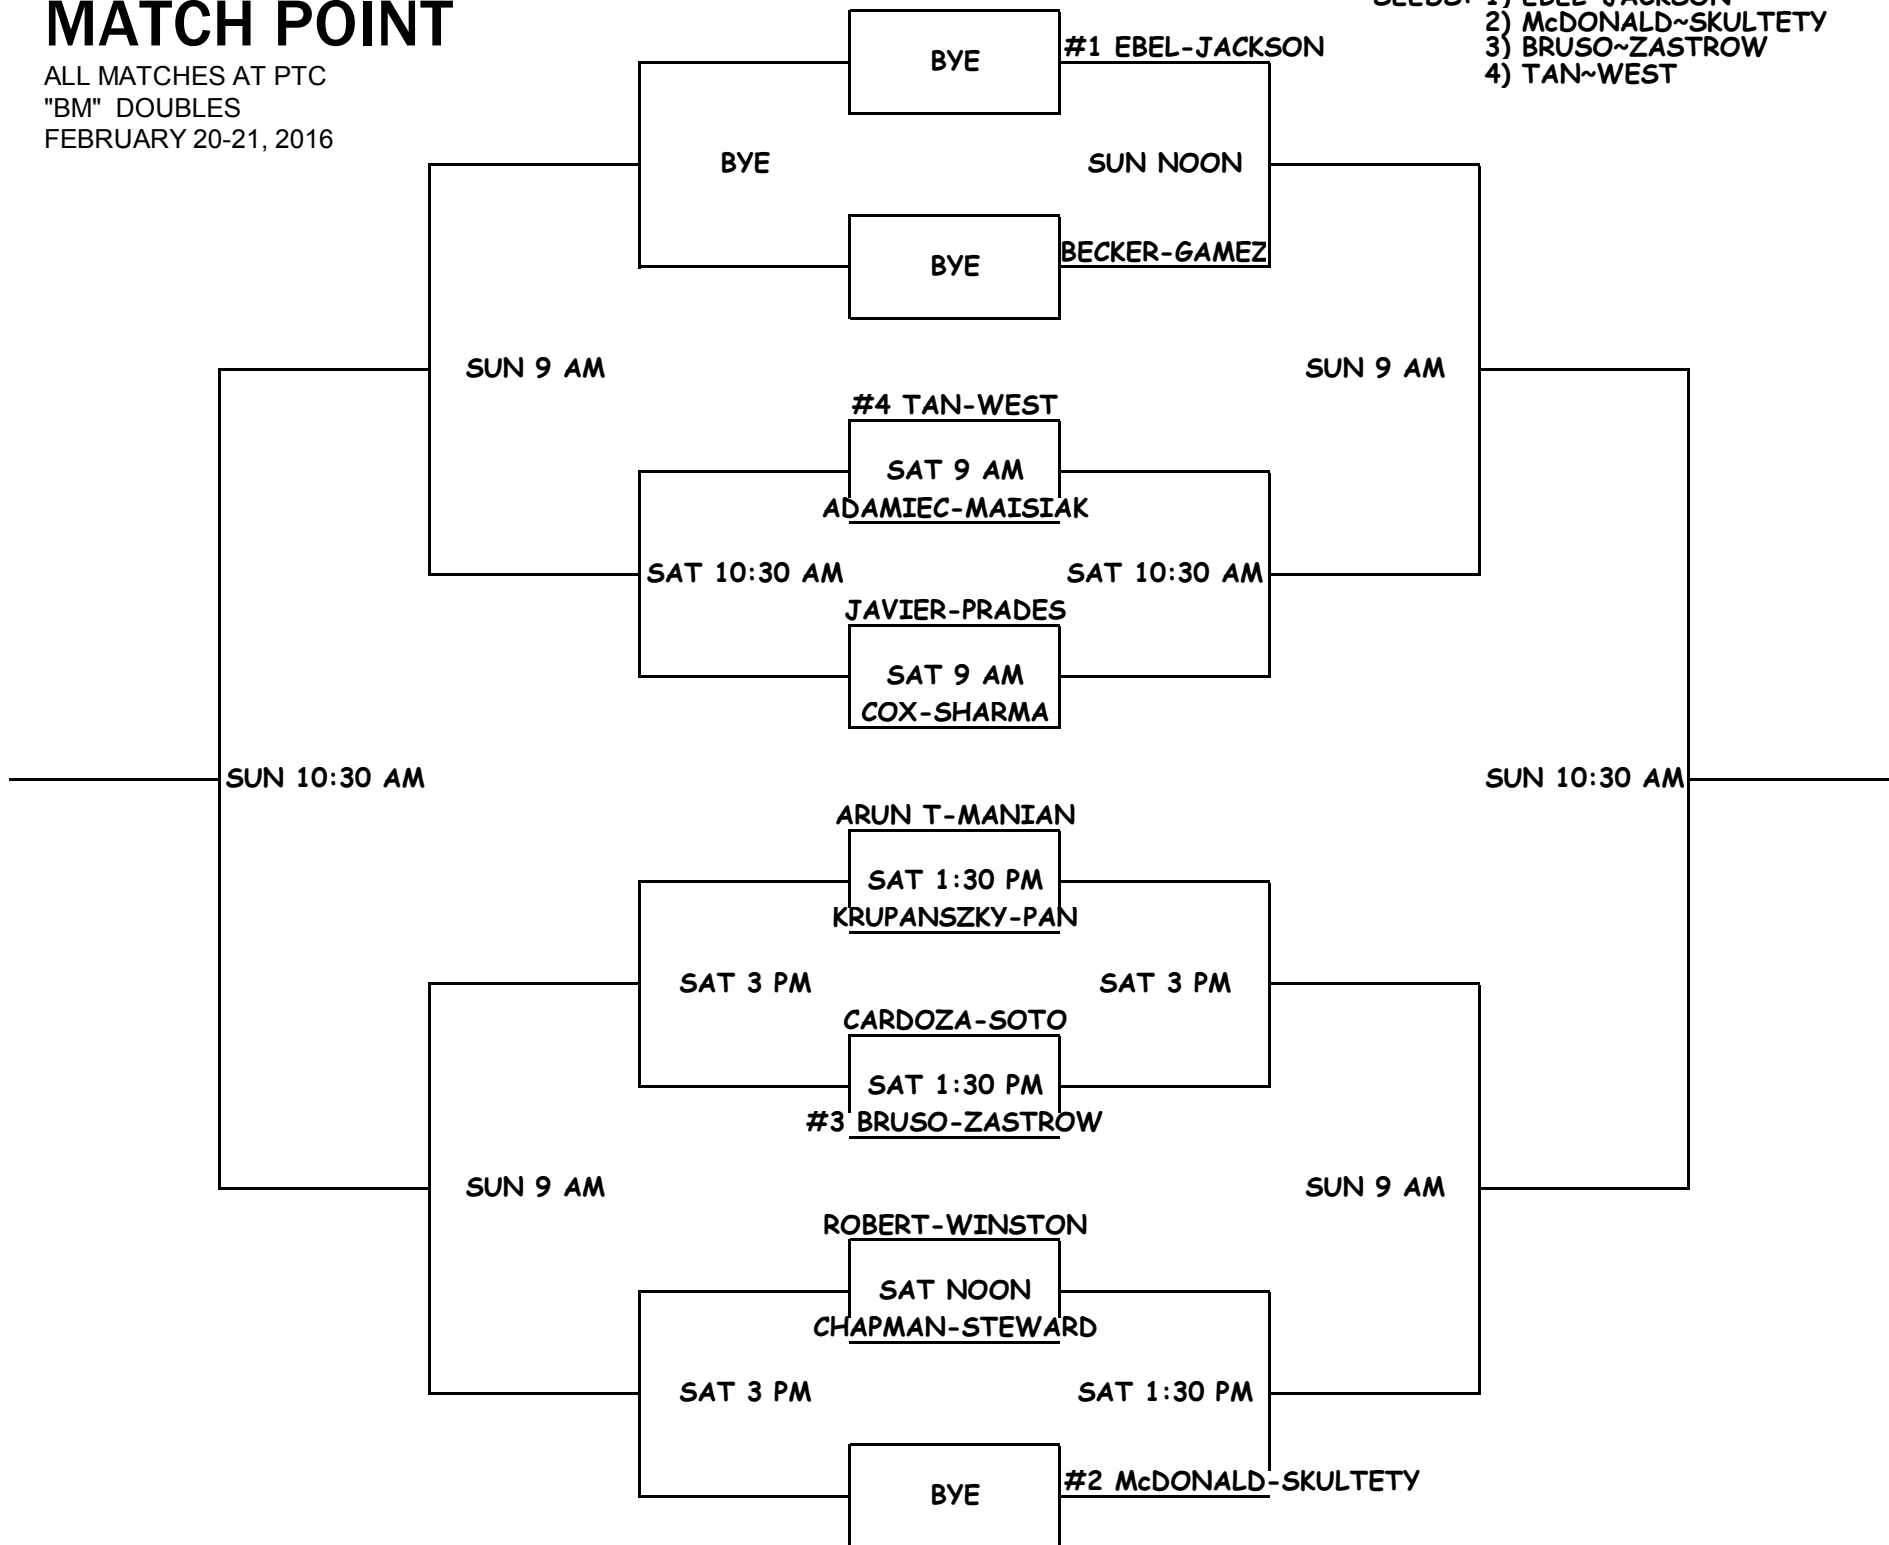 MATCH POINT
ALL MATCHES AT PTC
"BM" DOUBLES
FEBRUARY 20-21, 2016
SEEDS: 1) EBEL-JACKSON
2) McDONALD~SKULTETY
3) BRUSO~ZASTROW
4) TAN~WEST
BYE
#1 EBEL-JACKSON
BYE
SUN NOON
BYE
BECKER-GAMEZ
SUN 9 AM
SUN 9 AM
#4 TAN-WEST
SAT 9 AM
ADAMIEC-MAISIAK
SAT 10:30 AM
SAT 10:30 AM
JAVIER-PRADES
SAT 9 AM
COX-SHARMA
SUN 10:30 AM
SUN 10:30 AM
ARUN T-MANIAN
SAT 1:30 PM
KRUPANSZKY-PAN
SAT 3 PM
SAT 3 PM
CARDOZA-SOTO
SAT 1:30 PM
#3 BRUSO-ZASTROW
SUN 9 AM
SUN 9 AM
ROBERT-WINSTON
SAT NOON
CHAPMAN-STEWARD
SAT 3 PM
SAT 1:30 PM
BYE
#2 McDONALD-SKULTETY